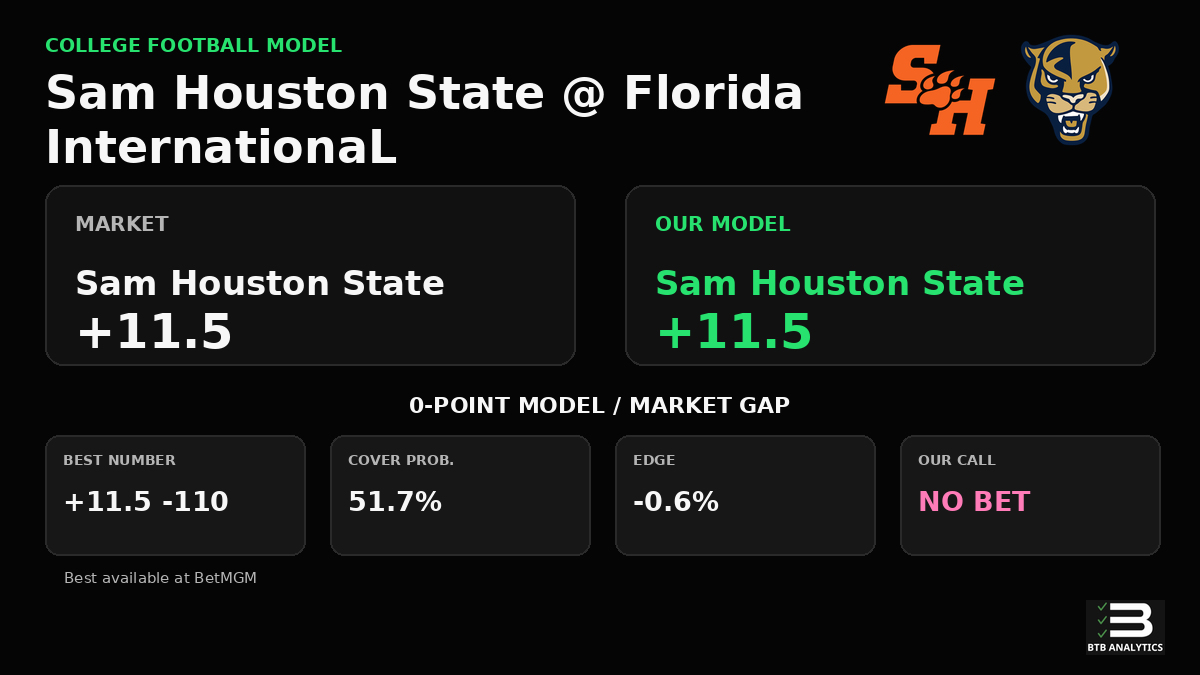 COLLEGE FOOTBALL MODEL
Sam Houston State @ Florida
InternationaL
SH
MARKET
Sam Houston State
+11.5
OUR MODEL
Sam Houston State
+11.5
0-POINT MODEL / MARKET GAP
BEST NUMBER
+11.5 -110
COVER PROB.
51.7%
EDGE
-0.6%
OUR CALL
NO BET
Best available at BetMGM
B
BTB ANALYTICS